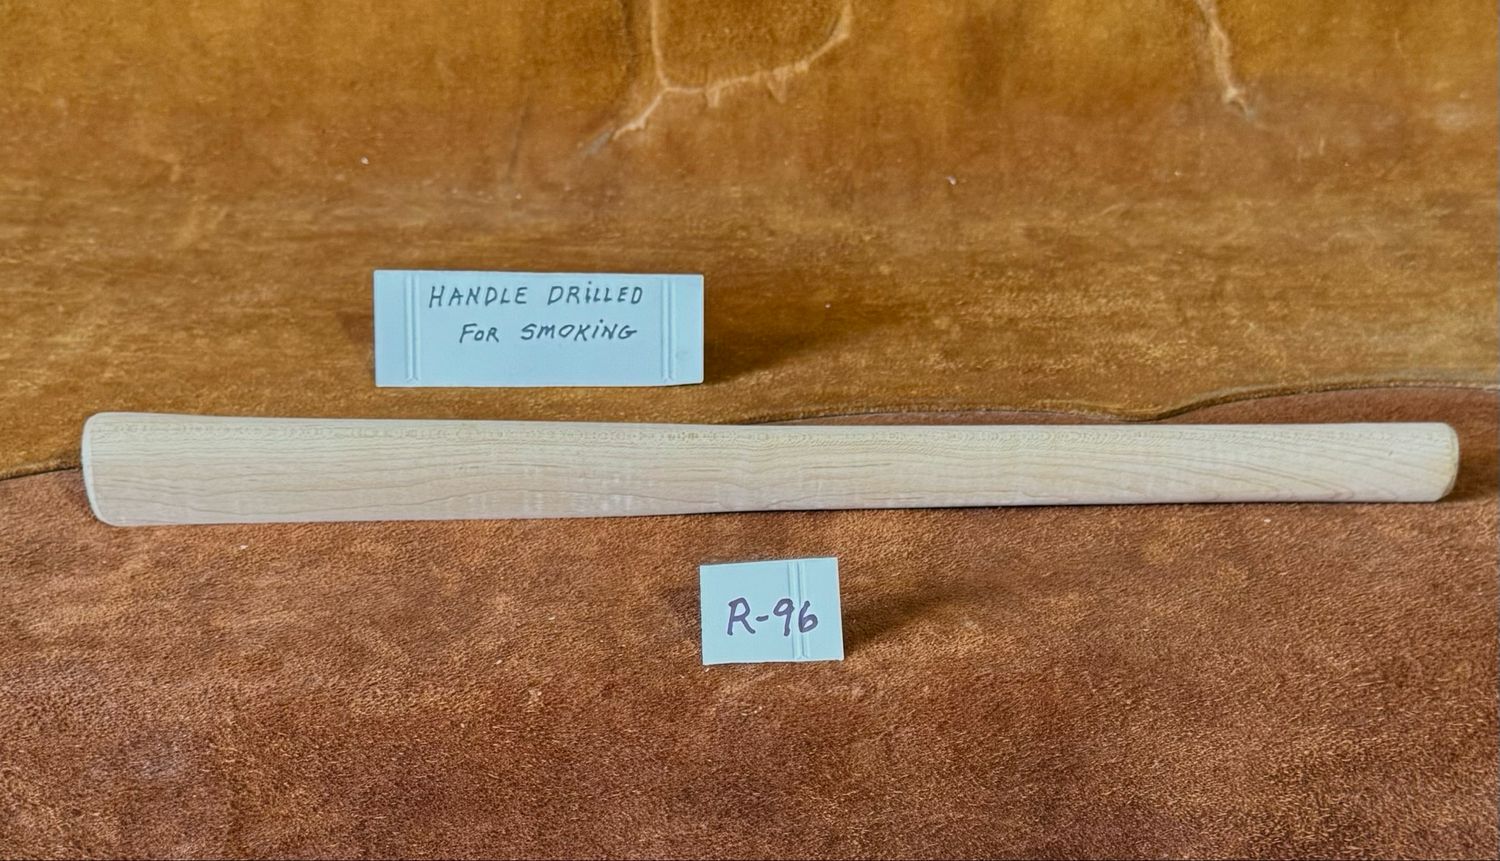 HANDLE DRiLLED
FOR SMOKiNG
R-96